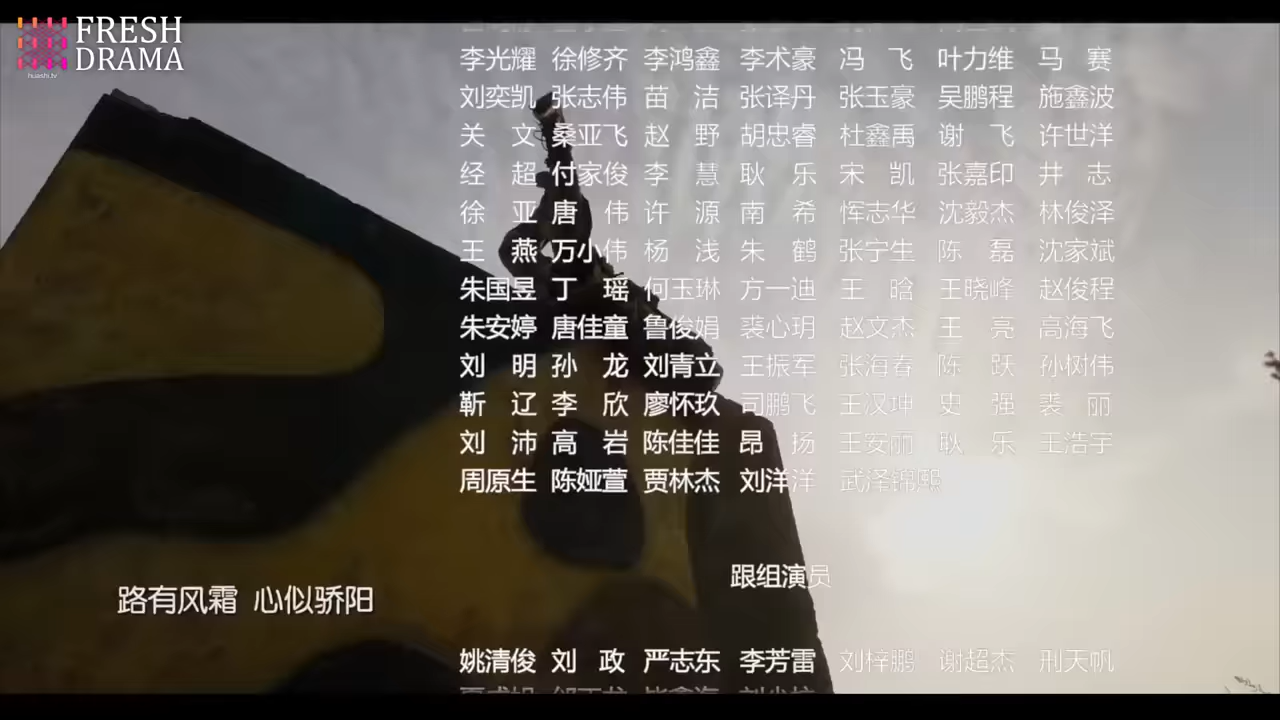 FRESH
DRAMA
huashi.tv
李光耀 徐修齐 李鸿鑫 李术豪 冯 飞 叶力维 马 赛
刘奕凯 张志伟 苗 洁 张译丹 张玉豪 吴鹏程 施鑫波
关 文 桑亚飞 赵 野 胡忠睿 杜鑫禹 谢 飞 许世洋
经 超 付家俊 李 慧 耿 乐 宋 凯 张嘉印 井 志
徐 亚 唐 伟 许 源 南 希 恽志华 沈毅杰 林俊泽
王 燕 万小伟 杨 浅 朱 鹤 张宁生 陈 磊 沈家斌
朱国昱 丁 瑶 何玉琳 方一迪 王 晗 王晓峰 赵俊程
朱安婷 唐佳童 鲁俊娟 裘心玥 赵文杰 王 亮 高海飞
刘 明 孙 龙 刘青立 王振军 张海春 陈 跃 孙树伟
靳 辽 李 欣 廖怀玖 司鹏飞 王汉坤 史 强 裘 丽
刘 沛 高 岩 陈佳佳 昂 扬 王安丽 耿 乐 王浩宇
周原生 陈娅萱 贾林杰 刘洋洋 武泽锦熙
跟组演员
路有风霜 心似骄阳
姚清俊 刘 政 严志东 李芳雷 刘梓鹏 谢超杰 刑天帆